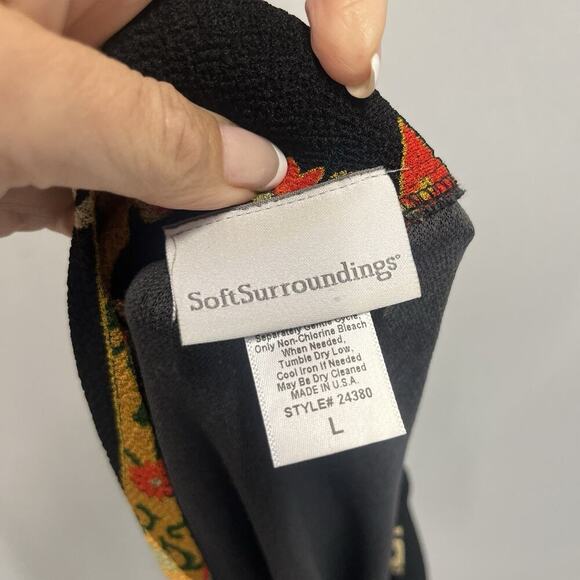 SoftSurroundings®
Separately Gentle Cycle,
Only Non-Chlorine Bleach
When Needed,
Tumble Dry Low,
Cool Iron If Needed
May Be Dry Cleaned
MADE IN U.S.A.
STYLE# 24380
L